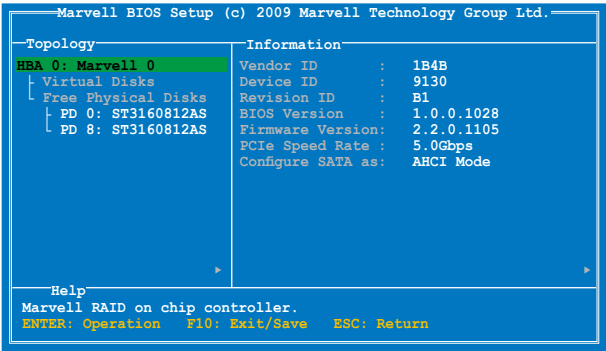 Marvell BIOS Setup (c) 2009 Marvell Technology Group Ltd.
Topology
HBA 0: Marvell 0
Virtual Disks
Free Physical Disks
PD 0: ST3160812AS
PD 8: ST3160812AS
Information
Vendor ID : 1B4B
Device ID : 9130
Revision ID : B1
BIOS Version : 1.0.0.1028
Firmware Version: 2.2.0.1105
PCIe Speed Rate : 5.0Gbps
Configure SATA as: AHCI Mode
Help
Marvell RAID on chip controller.
ENTER: Operation F10: Exit/Save ESC: Return